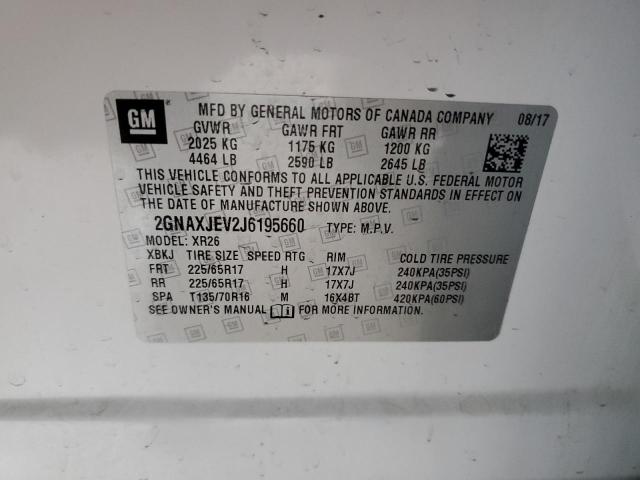 GM
MFD BY GENERAL MOTORS OF CANADA COMPANY 08/17
GVWR GAWR FRT GAWR RR
2025 KG 1175 KG 1200 KG
4464 LB 2590 LB 2645 LB
THIS VEHICLE CONFORMS TO ALL APPLICABLE U.S. FEDERAL MOTOR
VEHICLE SAFETY AND THEFT PREVENTION STANDARDS IN EFFECT ON
THE DATE OF MANUFACTURE SHOWN ABOVE.
2GNAXJEV2J6195660 TYPE: M.P.V.
MODEL: XR26
XBKJ TIRE SIZE SPEED RTG RIM COLD TIRE PRESSURE
FRT 225/65R17 H 17X7J 240KPA(35PSI)
RR 225/65R17 H 17X7J 240KPA(35PSI)
SPA T135/70R16 M 16X4BT 420KPA(60PSI)
SEE OWNER'S MANUAL FOR MORE INFORMATION.